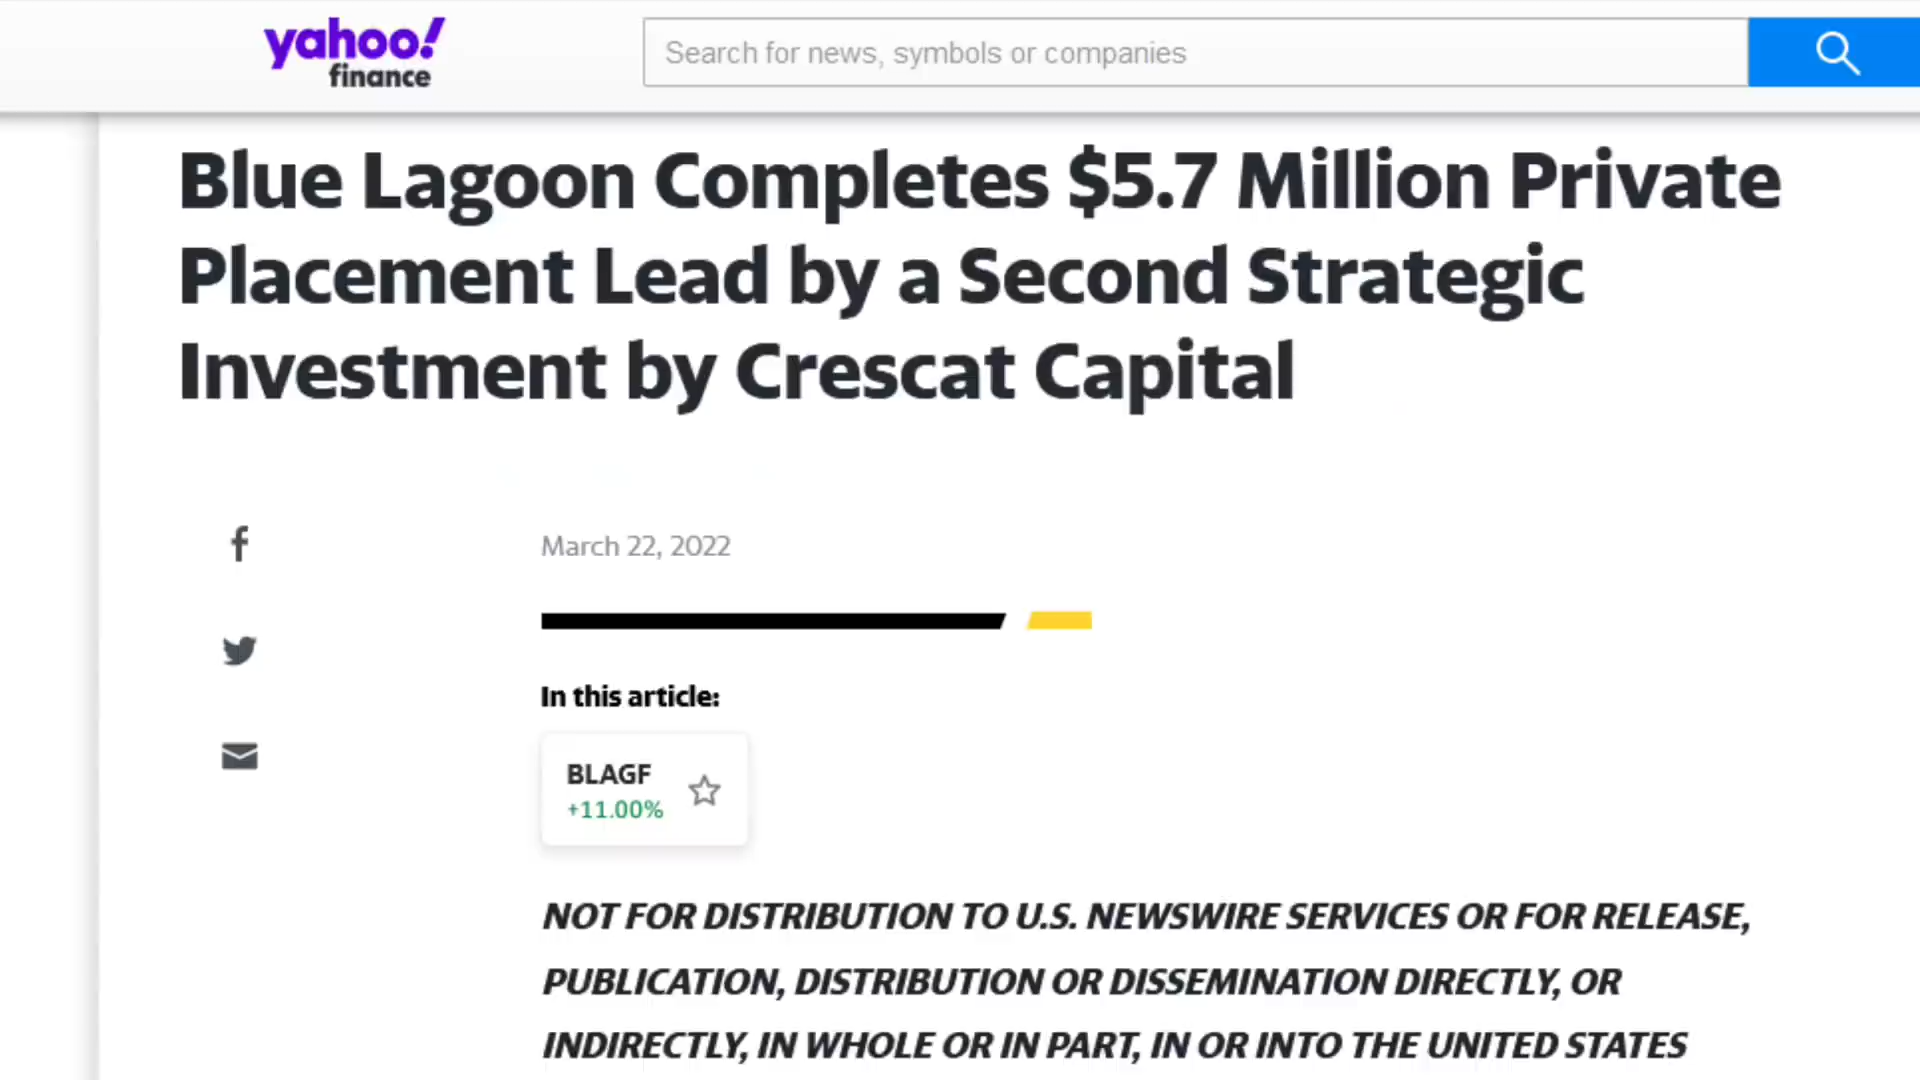 yahoo!
finance
Search for news, symbols or companies
Blue Lagoon Completes $5.7 Million Private
Placement Lead by a Second Strategic
Investment by Crescat Capital
March 22, 2022
In this article:
BLAGF
+11.00%
NOT FOR DISTRIBUTION TO U.S. NEWSWIRE SERVICES OR FOR RELEASE,
PUBLICATION, DISTRIBUTION OR DISSEMINATION DIRECTLY, OR
INDIRECTLY, IN WHOLE OR IN PART, IN OR INTO THE UNITED STATES